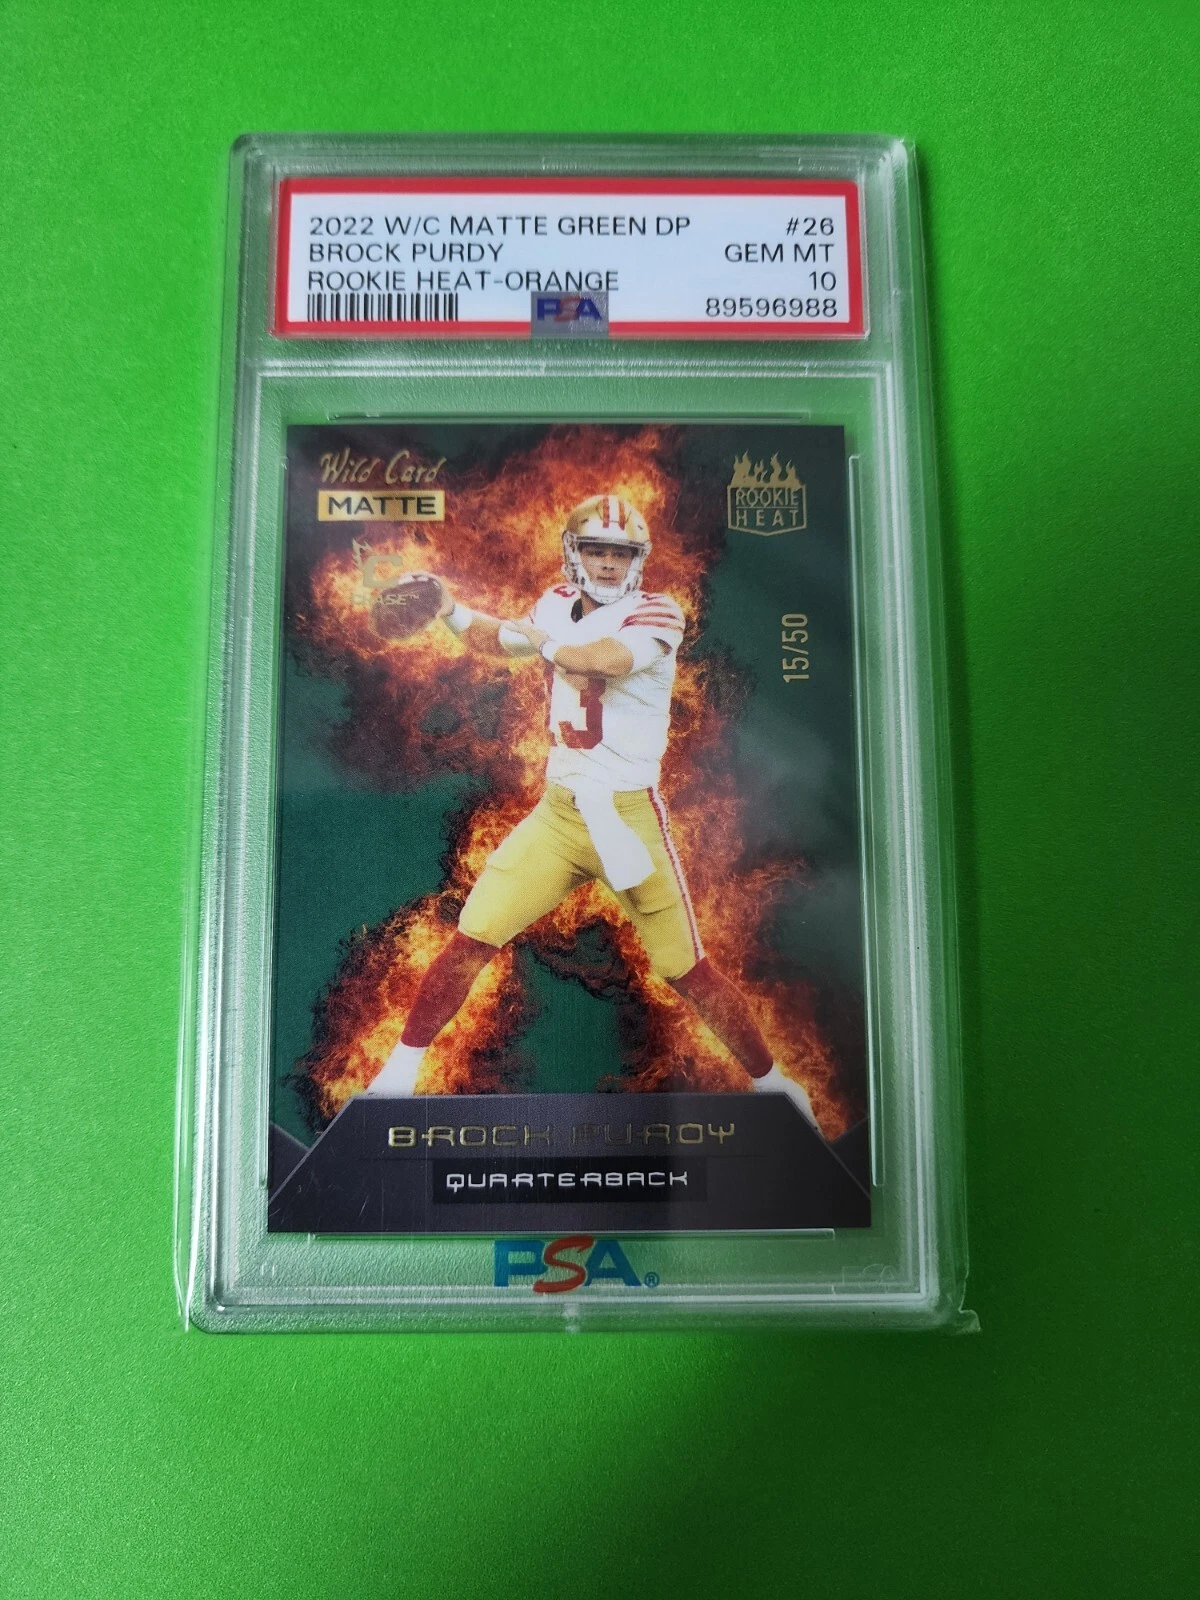 2022 W/C MATTE GREEN DP #26
BROCK PURDY GEM MT
ROOKIE HEAT-ORANGE 10
PSA 89596988
Wild Card
MATTE
ROOKIE
HEAT
C
15/50
13
BROCK PURDY
QUARTERBACK
PSA®